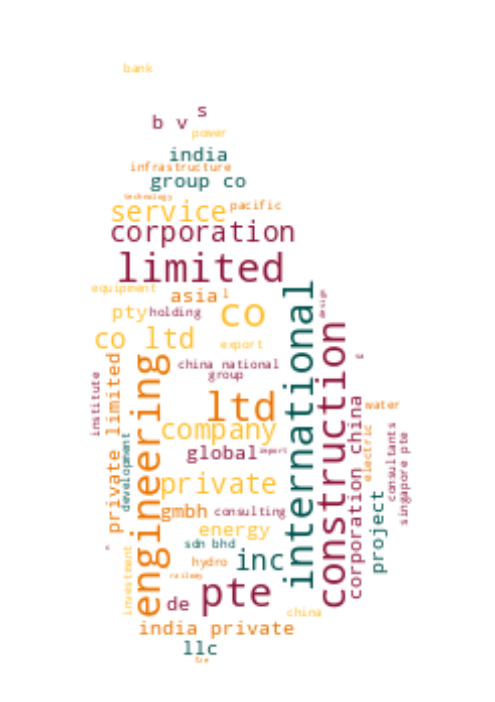 bank
s
b v
power
india
infrastructure
group co
technology
pacific
service
corporation
limited
equipment
asia
l
pty
holding
co
co ltd
export
design
international
construction
china national
group
institute
private limited
engineering
ltd
company
water
development
global
import
corporation china
electric
consultants
singapore pte
private
gmbh
consulting
project
energy
sdn bhd
inc
investment
hydro
railway
de
pte
china
india private
llc